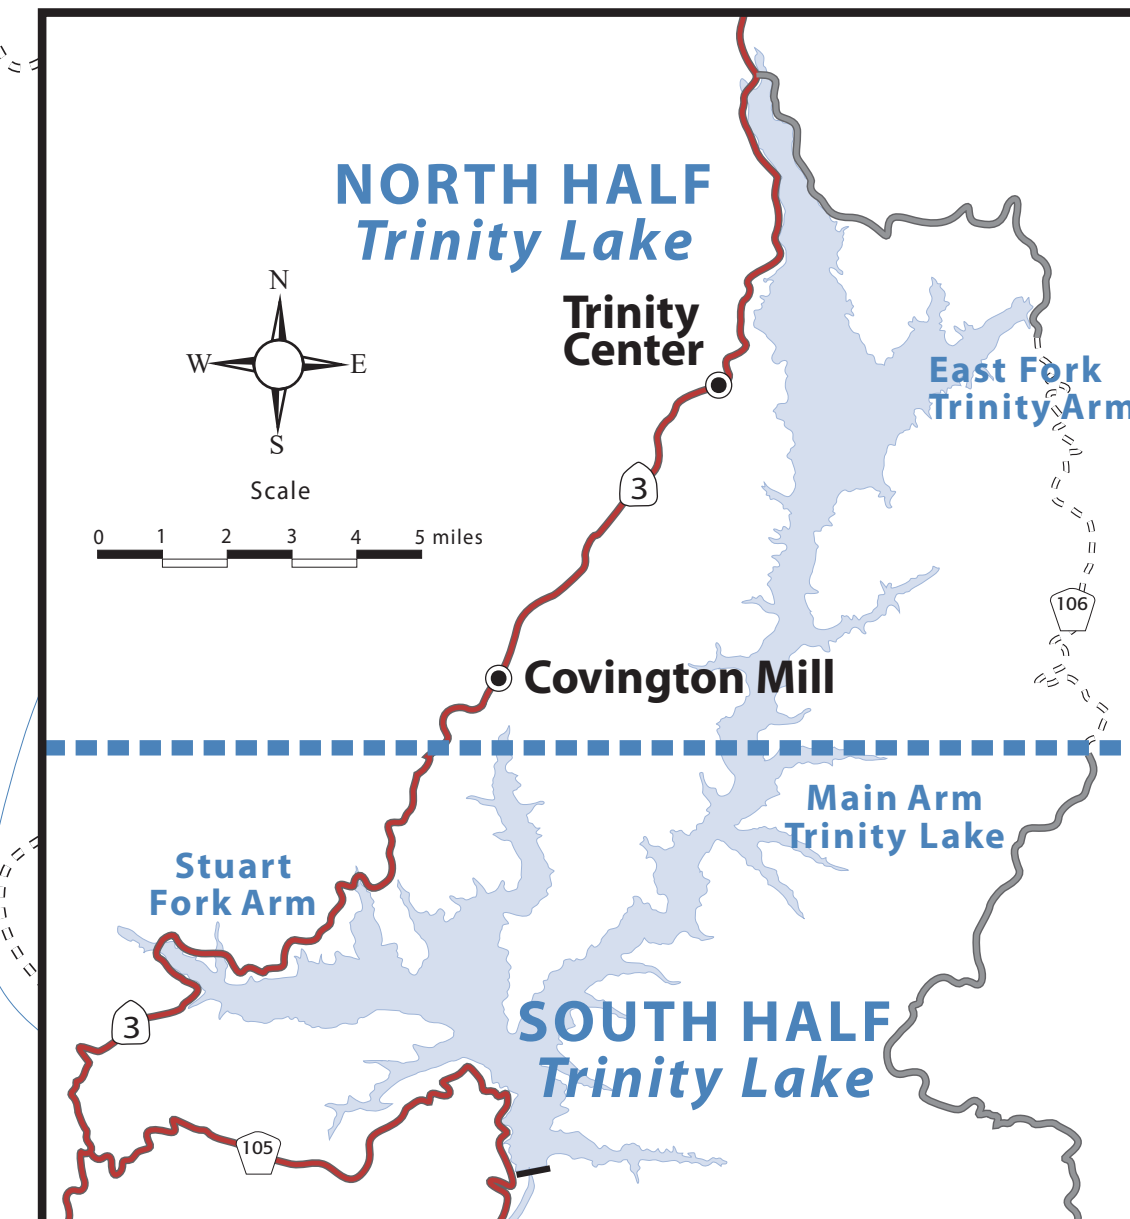 NORTH HALF
Trinity Lake
N
W
E
S
Trinity
Center
East Fork
Trinity Arm
3
Scale
0 1 2 3 4 5 miles
106
Covington Mill
Main Arm
Trinity Lake
Stuart
Fork Arm
SOUTH HALF
Trinity Lake
3
105